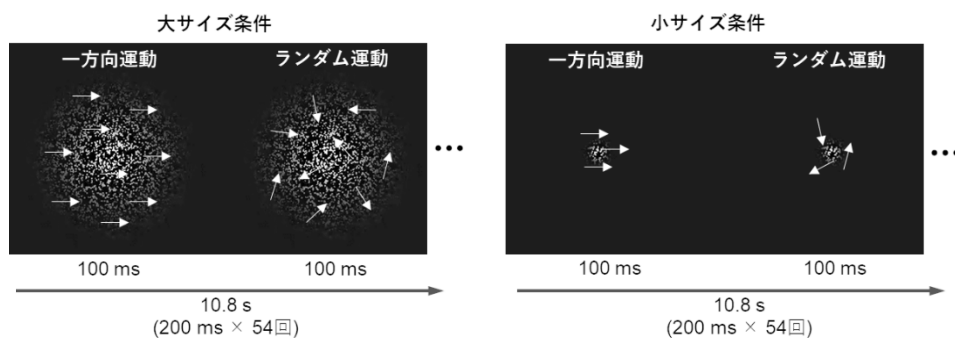 大サイズ条件
一方向運動
ランダム運動
…
100 ms
100 ms
10.8 s
(200 ms × 54回)
小サイズ条件
一方向運動
ランダム運動
…
100 ms
100 ms
10.8 s
(200 ms × 54回)